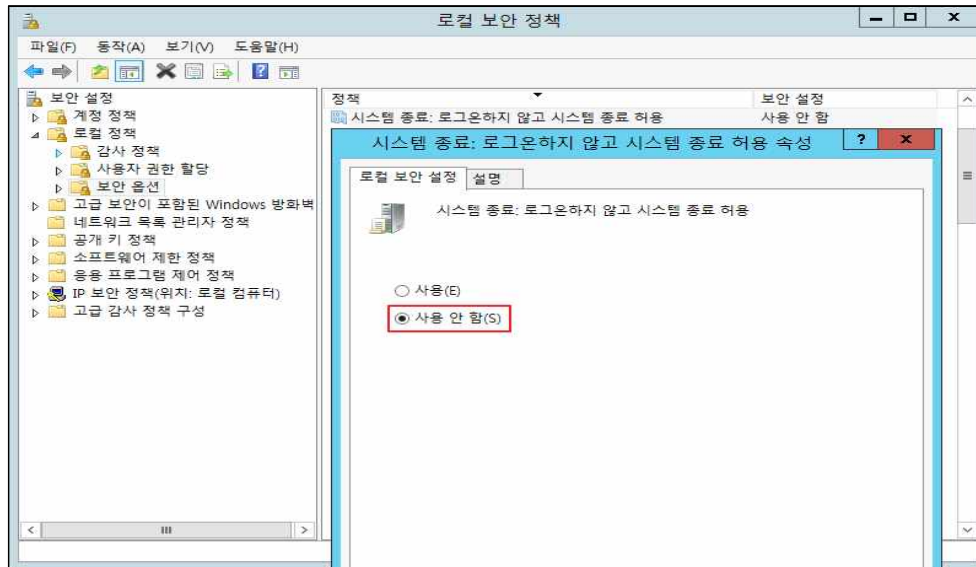 로컬 보안 정책
파일(F) 동작(A) 보기(V) 도움말(H)
보안 설정
계정 정책
로컬 정책
감사 정책
사용자 권한 할당
보안 옵션
고급 보안이 포함된 Windows 방화벽
네트워크 목록 관리자 정책
공개 키 정책
소프트웨어 제한 정책
응용 프로그램 제어 정책
IP 보안 정책(위치: 로컬 컴퓨터)
고급 감사 정책 구성
정책 보안 설정
시스템 종료: 로그온하지 않고 시스템 종료 허용 사용 안 함
시스템 종료: 로그온하지 않고 시스템 종료 허용 속성
로컬 보안 설정 설명
시스템 종료: 로그온하지 않고 시스템 종료 허용
사용(E)
사용 안 함(S)